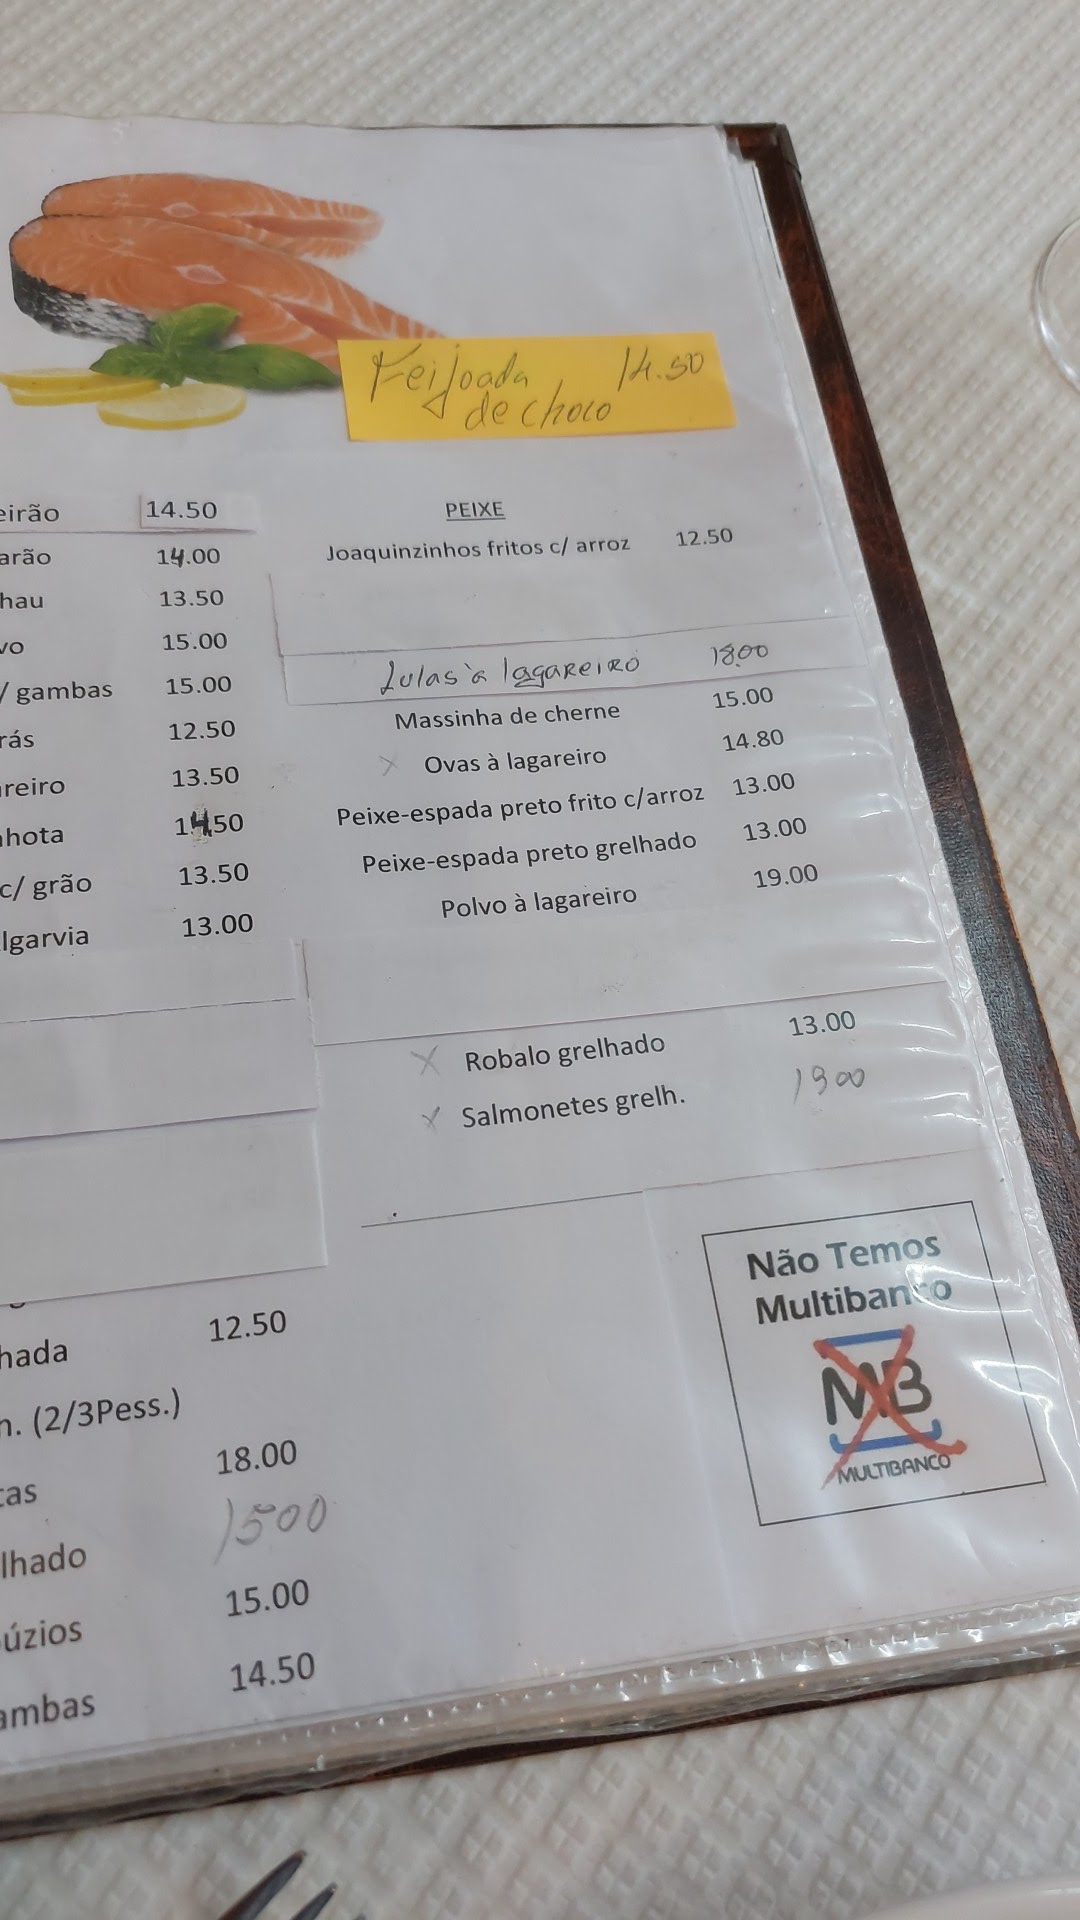 Feijoada 14.50
de choco
eirão 14.50
arão 14.00
hau 13.50
vo 15.00
/ gambas 15.00
rás 12.50
reiro 13.50
hota 14.50
c/ grão 13.50
lgarvia 13.00
hada 12.50
n. (2/3Pess.)
cas 18.00
lhado 1500
úzios 15.00
ambas 14.50
PEIXE
Joaquinzinhos fritos c/ arroz 12.50
Lulas à lagareiro 18.00
Massinha de cherne 15.00
x Ovas à lagareiro 14.80
Peixe-espada preto frito c/arroz 13.00
Peixe-espada preto grelhado 13.00
Polvo à lagareiro 19.00
x Robalo grelhado 13.00
x Salmonetes grelh. 1900
Não Temos
Multibanco
MB
MULTIBANCO